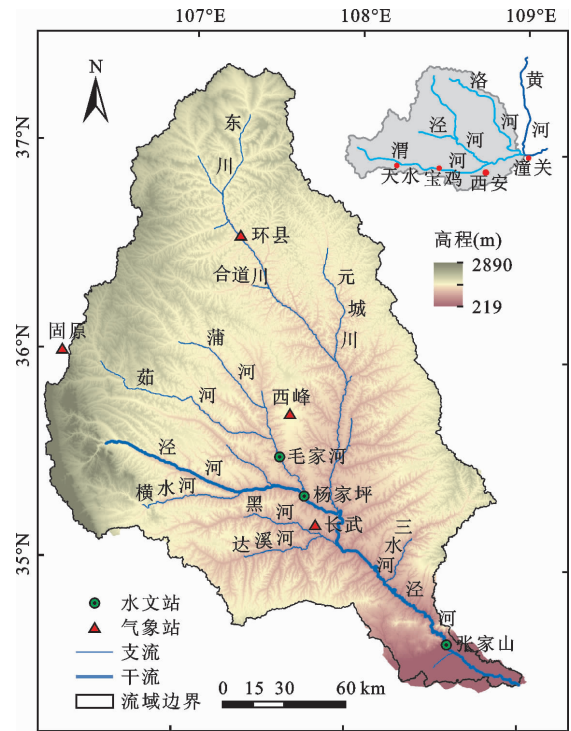 107°E
108°E
109°E
37°N
36°N
35°N
N
洛河
黄河
泾河
渭河
天水
宝鸡
西安
潼关
高程(m)
2890
219
东川
环县
合道川
元城川
固原
蒲河
茹河
西峰
毛家河
泾河
杨家坪
横水河
黑河
长武
达溪河
三水河
泾河
张家山
水文站
气象站
支流
干流
流域边界
0 15 30 60 km